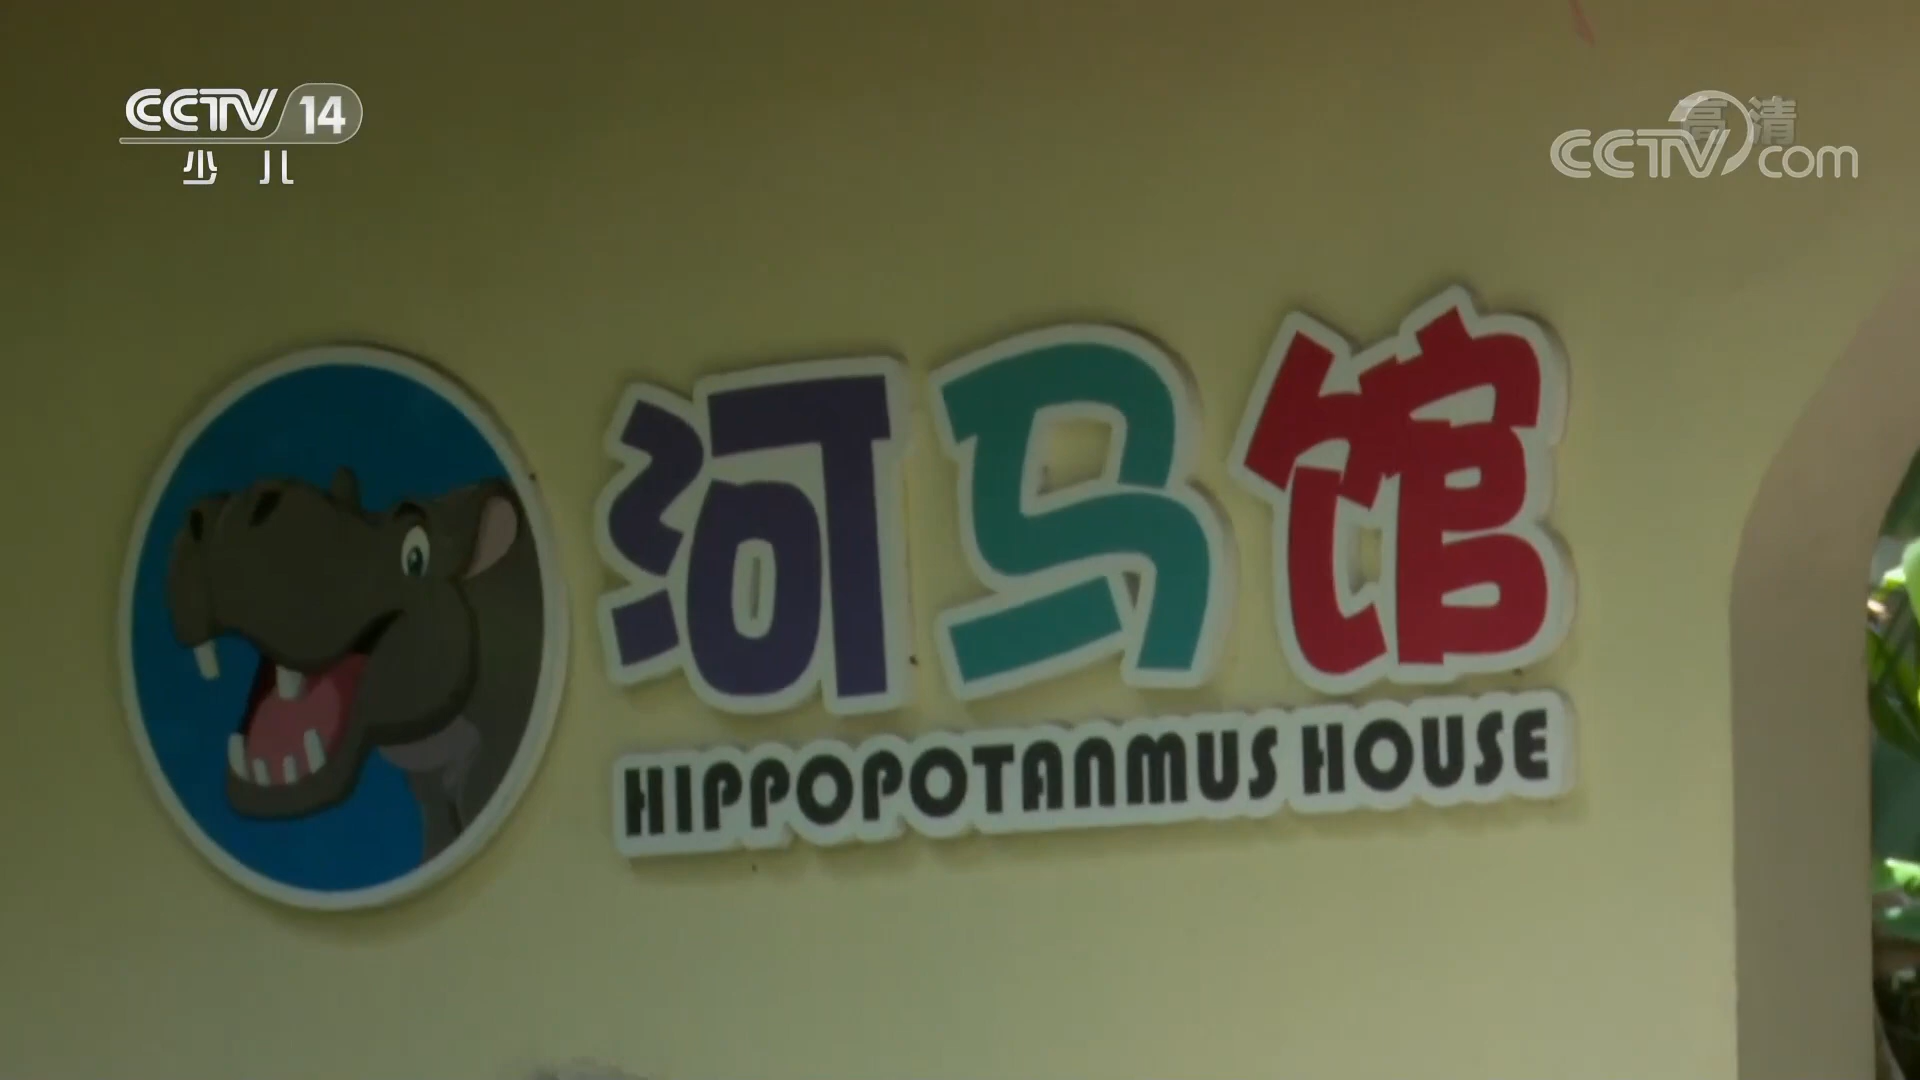 CCTV 14
少儿
高清
CCTV com
河马馆
HIPPOPOTANMUS HOUSE